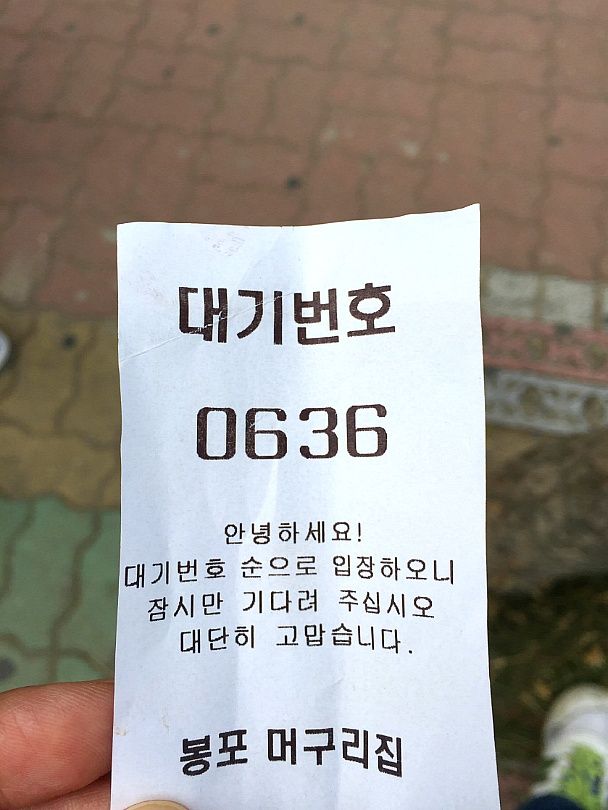 대기번호
0636
안녕하세요!
대기번호 순으로 입장하오니
잠시만 기다려 주십시오
대단히 고맙습니다.
봉포 머구리집